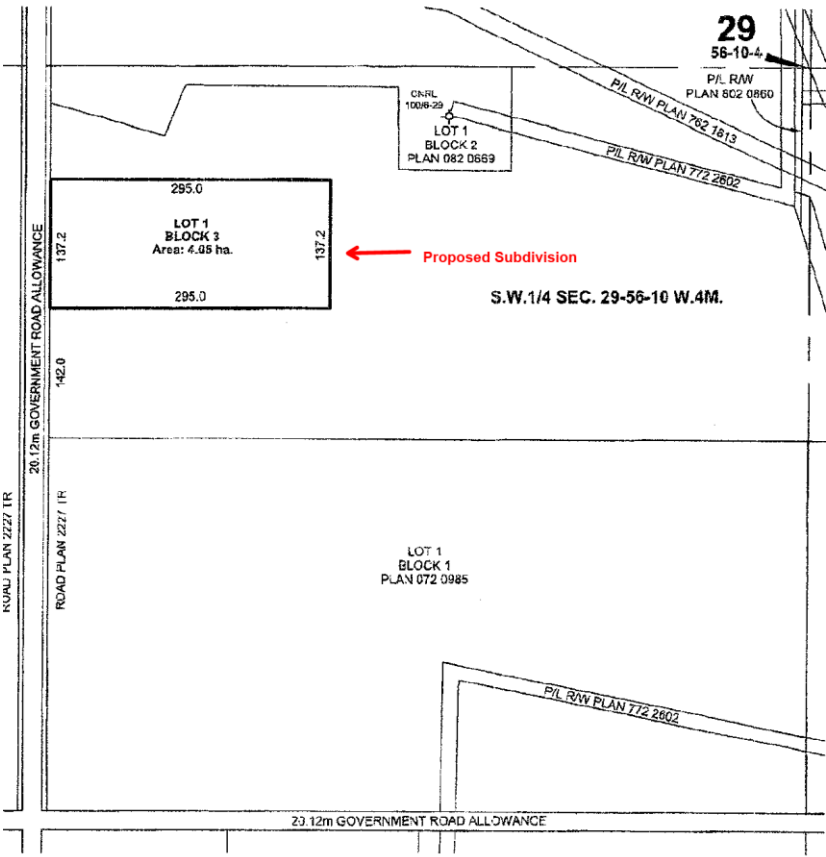 29
56-10-4
P/L R/W
PLAN 802 0860
P/L R/W PLAN 762 1813
P/L R/W PLAN 772 2602
CNRL
100/6-29
LOT 1
BLOCK 2
PLAN 082 0669
295.0
LOT 1
BLOCK 3
Area: 4.05 ha.
137.2
137.2
295.0
Proposed Subdivision
S.W.1/4 SEC. 29-56-10 W.4M.
20.12m GOVERNMENT ROAD ALLOWANCE
142.0
ROAD PLAN 2227 TR
ROAD PLAN 2227 TR
LOT 1
BLOCK 1
PLAN 072 0985
P/L R/W PLAN 772 2602
20.12m GOVERNMENT ROAD ALLOWANCE